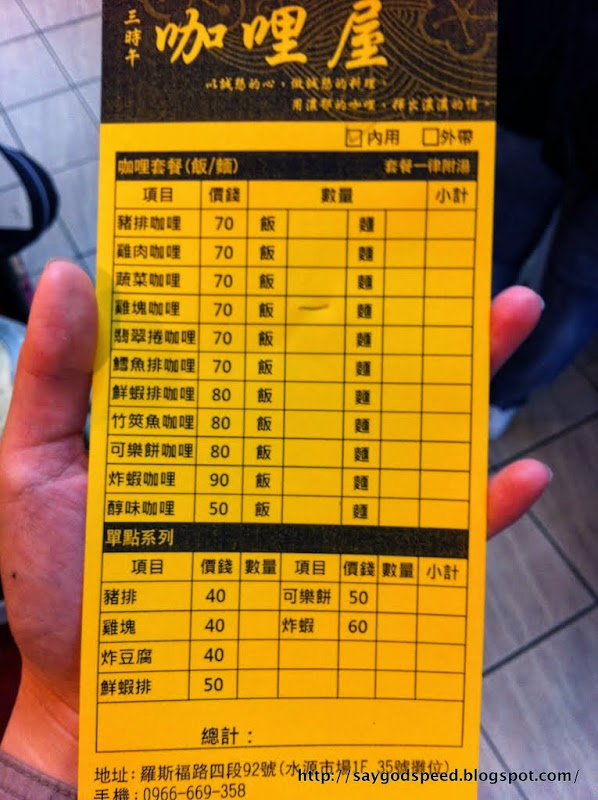 三時午 咖哩屋
以誠懇的心，做誠懇的料理。
用濃郁的咖哩，釋出濃濃的情。
內用 外帶
咖哩套餐(飯/麵) 套餐一律附湯
項目 價錢 數量 小計
豬排咖哩 70 飯 麵
雞肉咖哩 70 飯 麵
蔬菜咖哩 70 飯 麵
雞塊咖哩 70 飯 一 麵
翡翠捲咖哩 70 飯 麵
鱈魚排咖哩 70 飯 麵
鮮蝦排咖哩 80 飯 麵
竹筴魚咖哩 80 飯 麵
可樂餅咖哩 80 飯 麵
炸蝦咖哩 90 飯 麵
醇味咖哩 50 飯 麵
單點系列
項目 價錢 數量 項目 價錢 數量 小計
豬排 40 可樂餅 50
雞塊 40 炸蝦 60
炸豆腐 40
鮮蝦排 50
總計：
地址:羅斯福路四段92號(水源市場1F,35號攤位)
手機:0966-669-358
http://saygodspeed.blogspot.com/